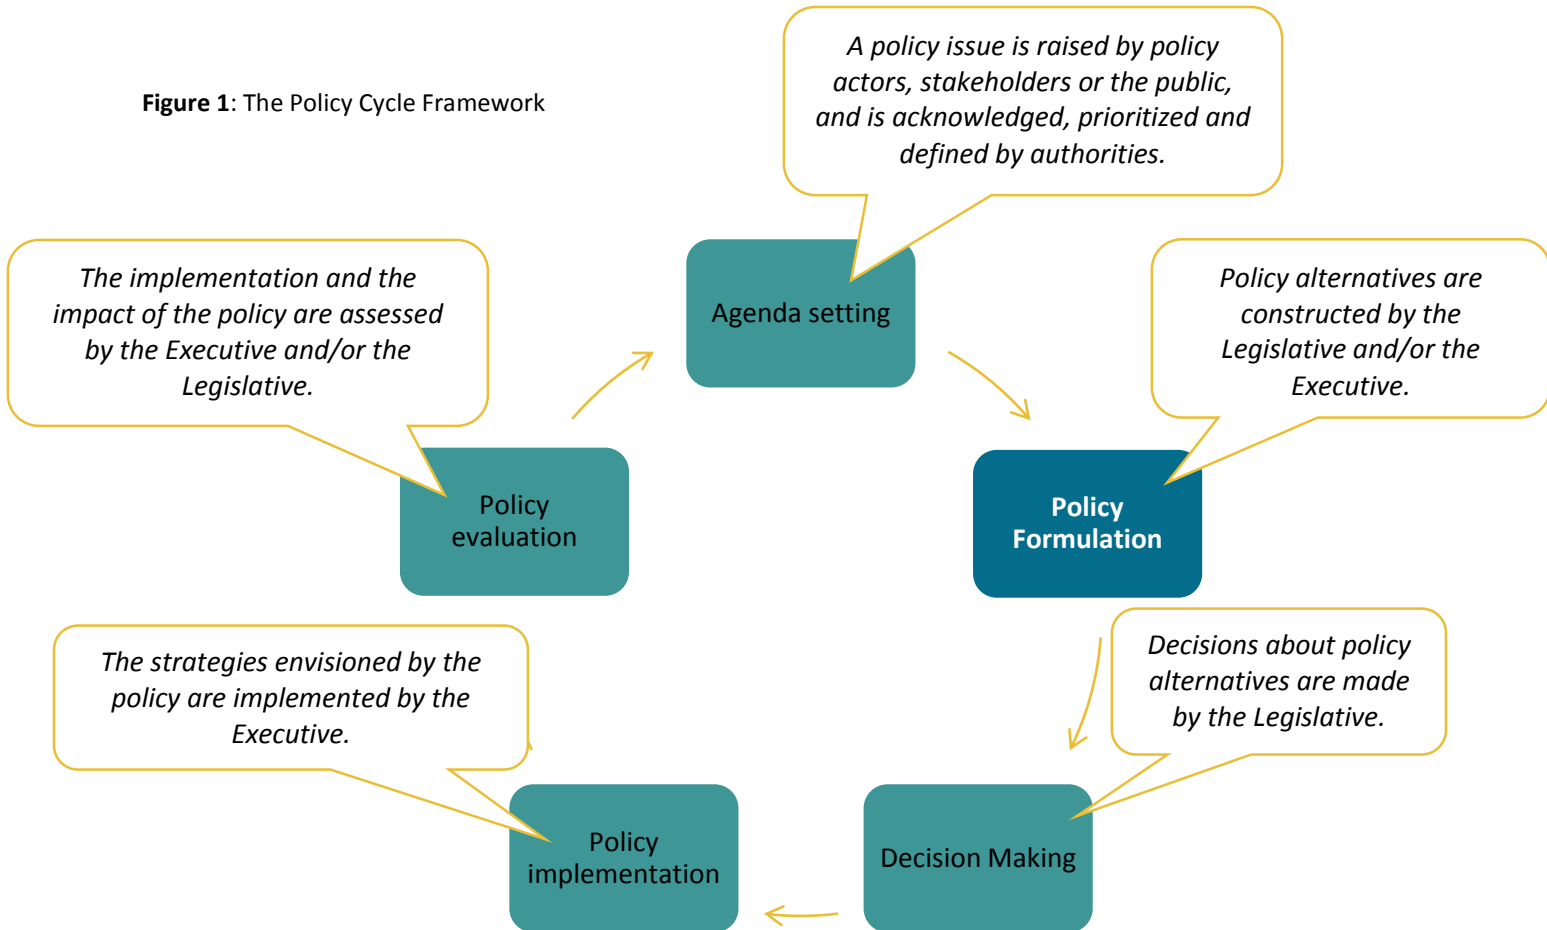 Figure 1: The Policy Cycle Framework
A policy issue is raised by policy
actors, stakeholders or the public,
and is acknowledged, prioritized and
defined by authorities.
Agenda setting
Policy alternatives are
constructed by the
Legislative and/or the
Executive.
Policy
Formulation
Decisions about policy
alternatives are made
by the Legislative.
Decision Making
The strategies envisioned by the
policy are implemented by the
Executive.
Policy
implementation
The implementation and the
impact of the policy are assessed
by the Executive and/or the
Legislative.
Policy
evaluation